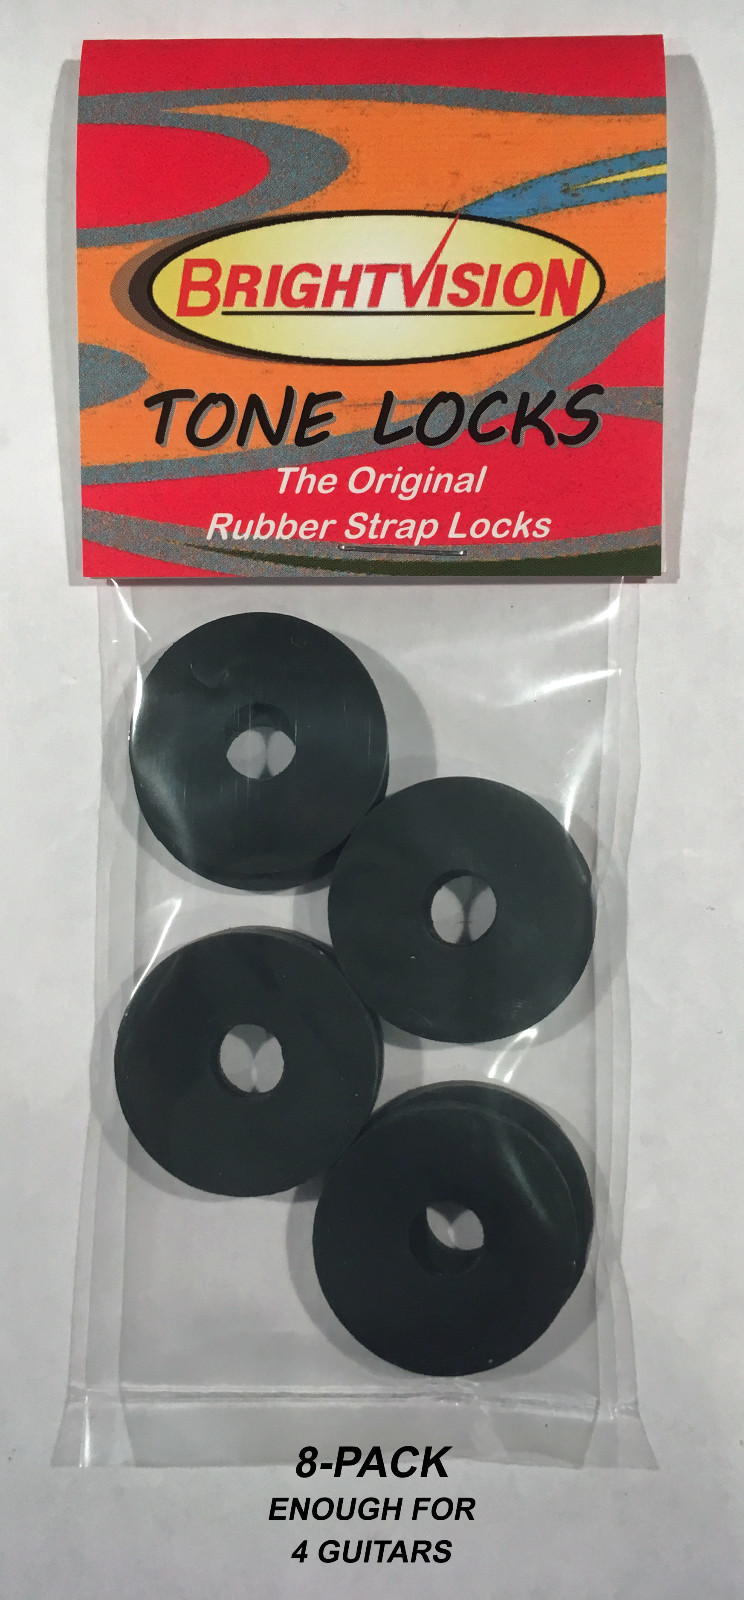 BRIGHTVISION
TONE LOCKS
The Original
Rubber Strap Locks
8-PACK
ENOUGH FOR
4 GUITARS